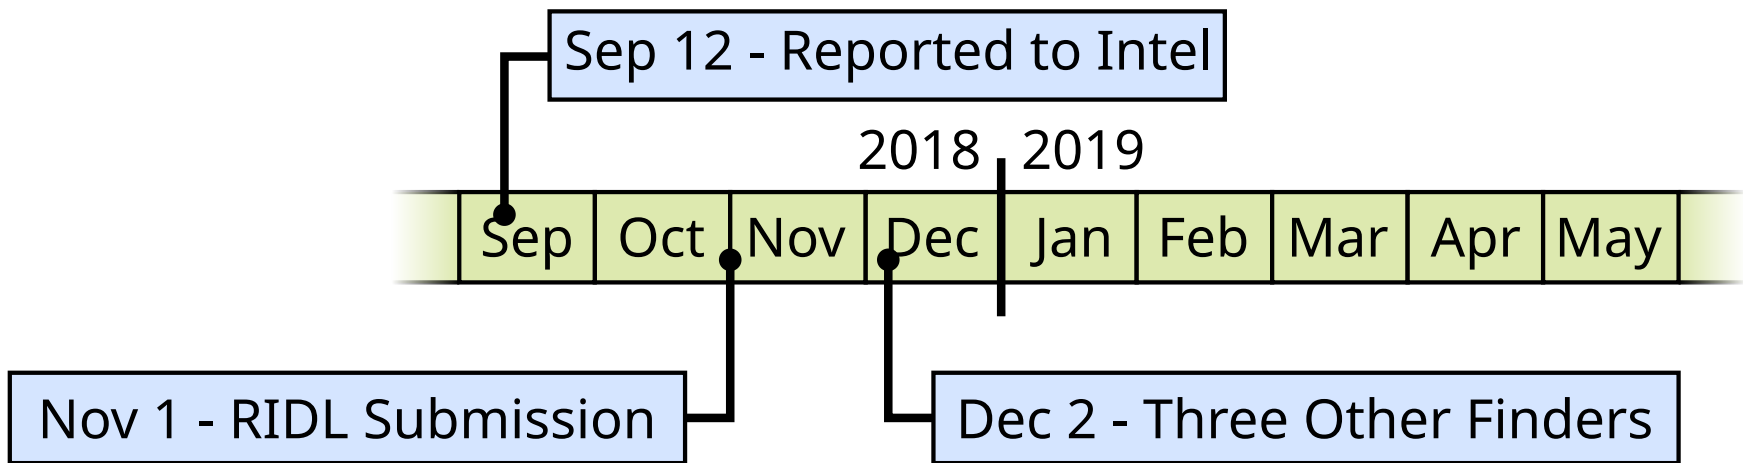 Sep 12 - Reported to Intel
2018 2019
Sep Oct Nov Dec Jan Feb Mar Apr May
Nov 1 - RIDL Submission
Dec 2 - Three Other Finders